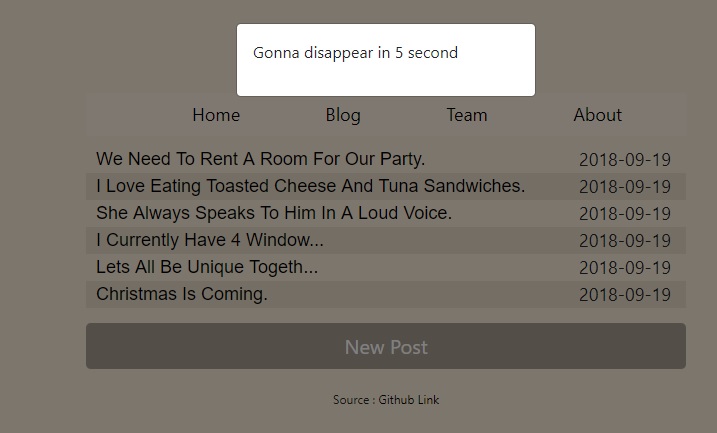 Gonna disappear in 5 second
Home Blog Team About
We Need To Rent A Room For Our Party. 2018-09-19
I Love Eating Toasted Cheese And Tuna Sandwiches. 2018-09-19
She Always Speaks To Him In A Loud Voice. 2018-09-19
I Currently Have 4 Window... 2018-09-19
Lets All Be Unique Togeth... 2018-09-19
Christmas Is Coming. 2018-09-19
New Post
Source : Github Link